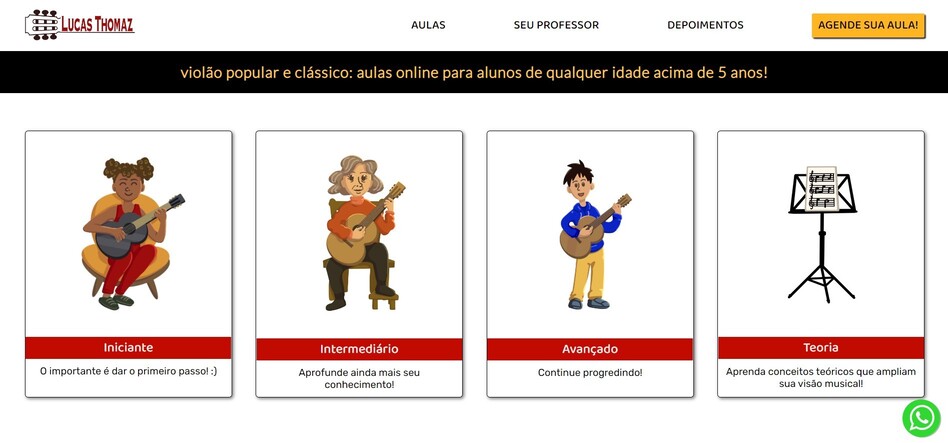 LUCAS THOMAZ
AULAS
SEU PROFESSOR
DEPOIMENTOS
AGENDE SUA AULA!
violão popular e clássico: aulas online para alunos de qualquer idade acima de 5 anos!
Iniciante
O importante é dar o primeiro passo! :)
Intermediário
Aprofunde ainda mais seu
conhecimento!
Avançado
Continue progredindo!
Teoria
Aprenda conceitos teóricos que ampliam
sua visão musical!